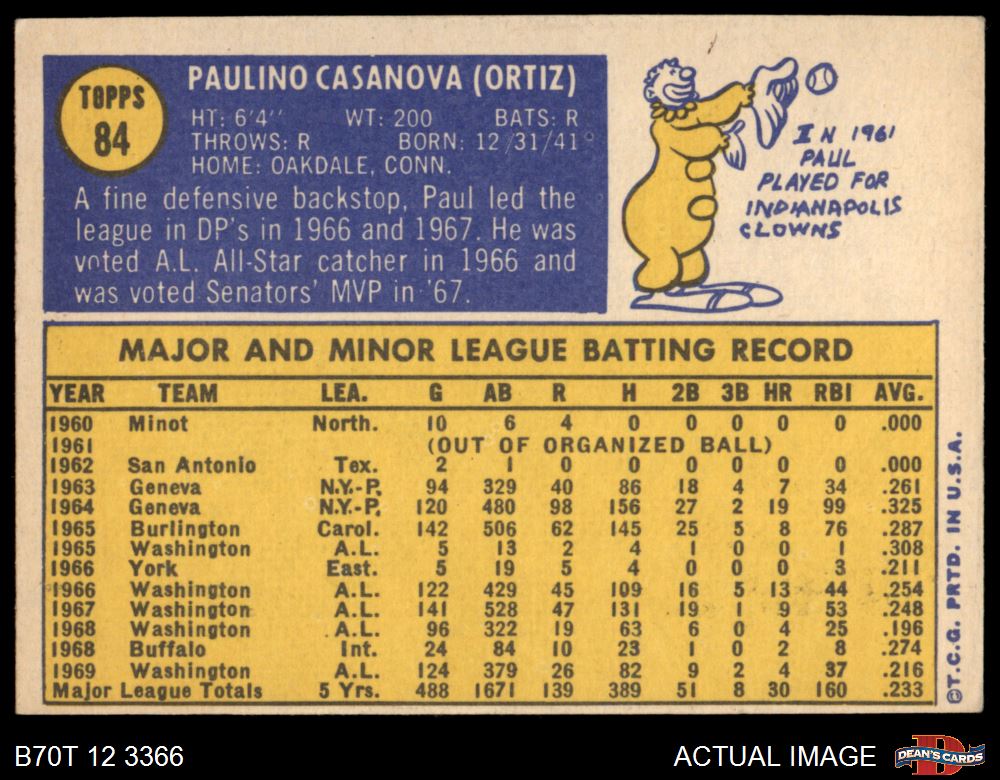 TOPPS
84
PAULINO CASANOVA (ORTIZ)
HT: 6'4'' WT: 200 BATS: R
THROWS: R BORN: 12/31/41
HOME: OAKDALE, CONN.
A fine defensive backstop, Paul led the
league in DP's in 1966 and 1967. He was
voted A.L. All-Star catcher in 1966 and
was voted Senators' MVP in '67.
IN 1961
PAUL
PLAYED FOR
INDIANAPOLIS
CLOWNS
MAJOR AND MINOR LEAGUE BATTING RECORD
YEAR TEAM LEA. G AB R H 2B 3B HR RBI AVG.
1960 Minot North. 10 6 4 0 0 0 0 0 .000
1961 (OUT OF ORGANIZED BALL)
1962 San Antonio Tex. 2 1 0 0 0 0 0 0 .000
1963 Geneva N.Y.-P. 94 329 40 86 18 4 7 34 .261
1964 Geneva N.Y.-P. 120 480 98 156 27 2 19 99 .325
1965 Burlington Carol. 142 506 62 145 25 5 8 76 .287
1965 Washington A.L. 5 13 2 4 1 0 0 1 .308
1966 York East. 5 19 5 4 0 0 0 3 .211
1966 Washington A.L. 122 429 45 109 16 5 13 44 .254
1967 Washington A.L. 141 528 47 131 19 1 9 53 .248
1968 Washington A.L. 96 322 19 63 6 0 4 25 .196
1968 Buffalo Int. 24 84 10 23 1 0 2 8 .274
1969 Washington A.L. 124 379 26 82 9 2 4 37 .216
Major League Totals 5 Yrs. 488 1671 139 389 51 8 30 160 .233
©T.C.G. PRTD. IN U.S.A.
B70T 12 3366
ACTUAL IMAGE
DEAN'S CARDS